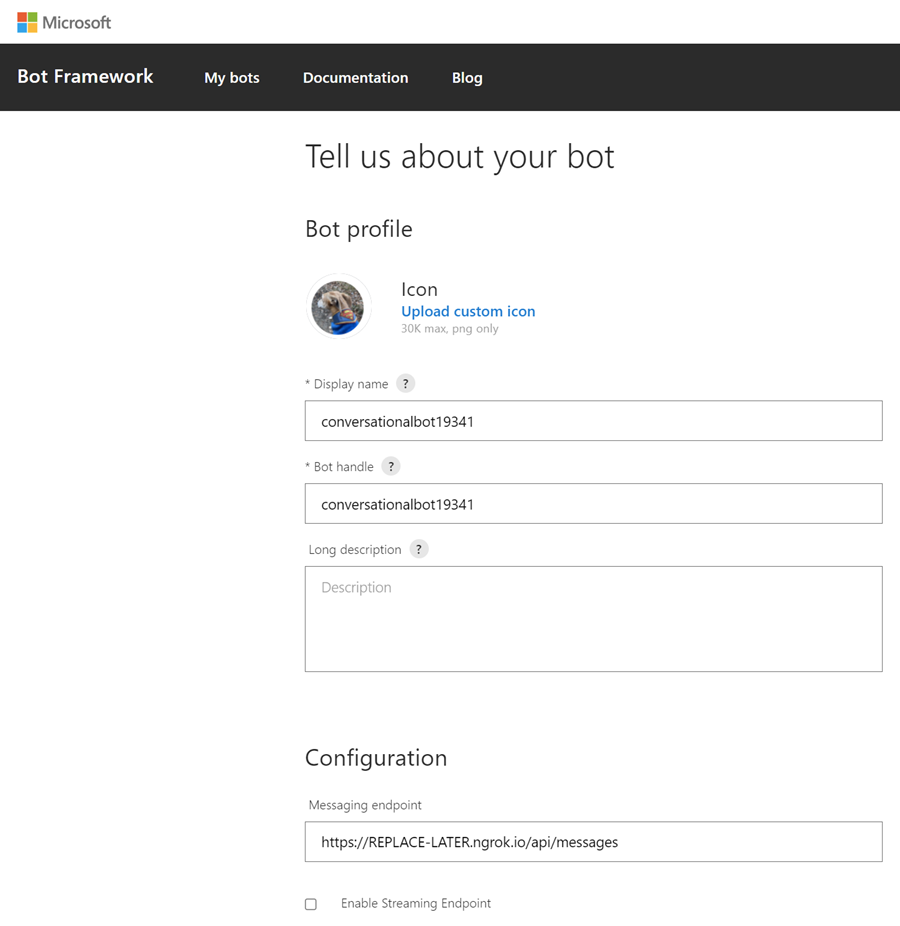 Microsoft
Bot Framework My bots Documentation Blog
Tell us about your bot
Bot profile
Icon
Upload custom icon
30K max, png only
* Display name ?
conversationalbot19341
* Bot handle ?
conversationalbot19341
Long description ?
Description
Configuration
Messaging endpoint
https://REPLACE-LATER.ngrok.io/api/messages
Enable Streaming Endpoint